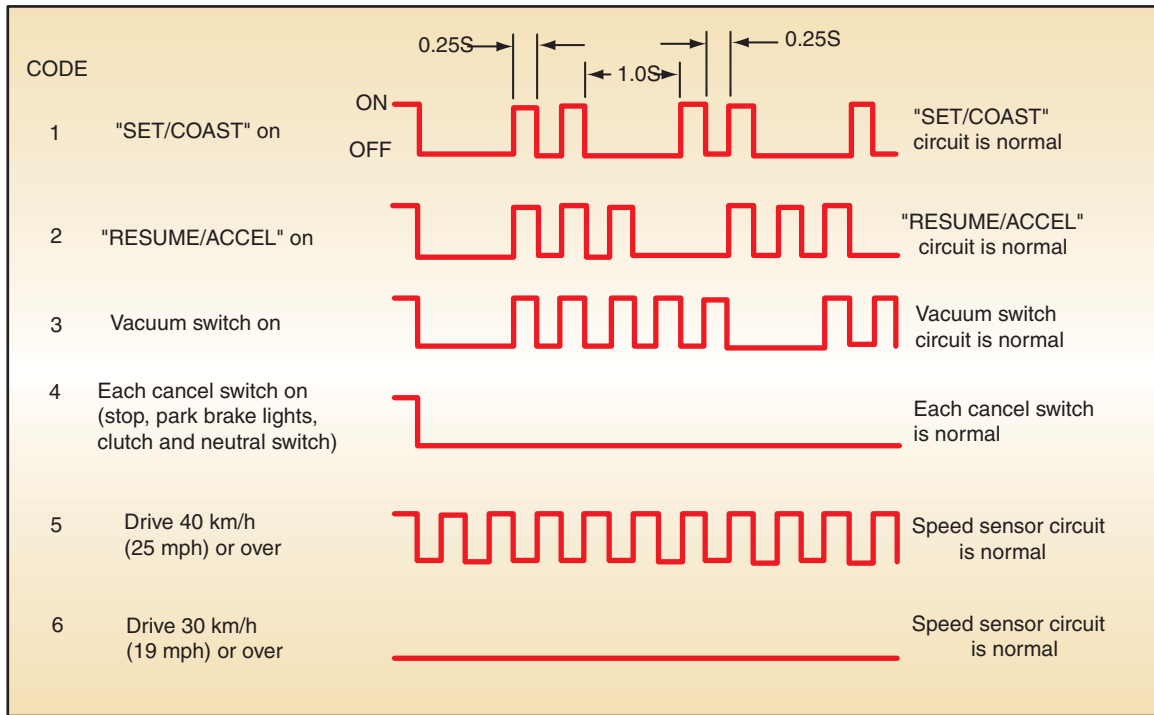 0.25S
0.25S
CODE
1.0S
ON
OFF
1
"SET/COAST" on
"SET/COAST"
circuit is normal
2
"RESUME/ACCEL" on
"RESUME/ACCEL"
circuit is normal
3
Vacuum switch on
Vacuum switch
circuit is normal
4
Each cancel switch on
(stop, park brake lights,
clutch and neutral switch)
Each cancel switch
is normal
5
Drive 40 km/h
(25 mph) or over
Speed sensor circuit
is normal
6
Drive 30 km/h
(19 mph) or over
Speed sensor circuit
is normal